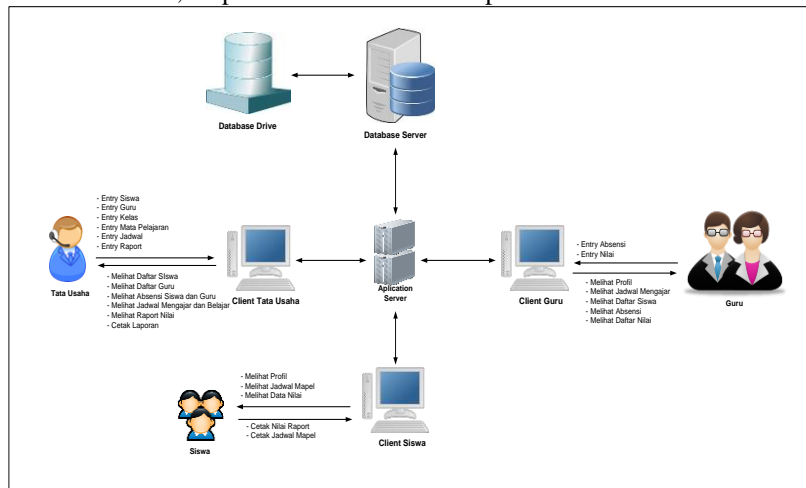 Database Drive
Database Server
- Entry Siswa
- Entry Guru
- Entry Kelas
- Entry Mata Pelajaran
- Entry Jadwal
- Entry Raport
- Melihat Daftar SIswa
- Melihat Daftar Guru
- Melihat Absensi Siswa dan Guru
- Melihat Jadwal Mengajar dan Belajar
- Melihat Raport Nilai
- Cetak Laporan
Tata Usaha
Client Tata Usaha
Aplication
Server
Client Guru
- Entry Absensi
- Entry Nilai
- Melihat Profil
- Melihat Jadwal Mengajar
- Melihat Daftar Siswa
- Melihat Absensi
- Melihat Daftar Nilai
Guru
- Melihat Profil
- Melihat Jadwal Mapel
- Melihat Data Nilai
- Cetak Nilai Raport
- Cetak Jadwal Mapel
Siswa
Client Siswa